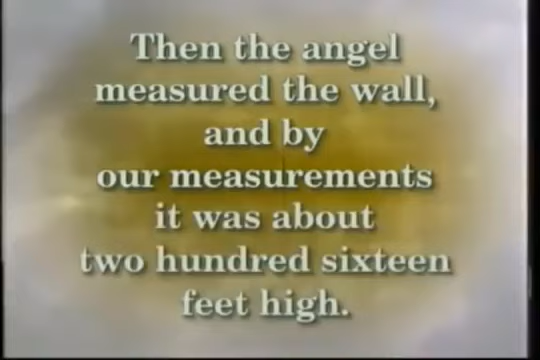 Then the angel
measured the wall,
and by
our measurements
it was about
two hundred sixteen
feet high.